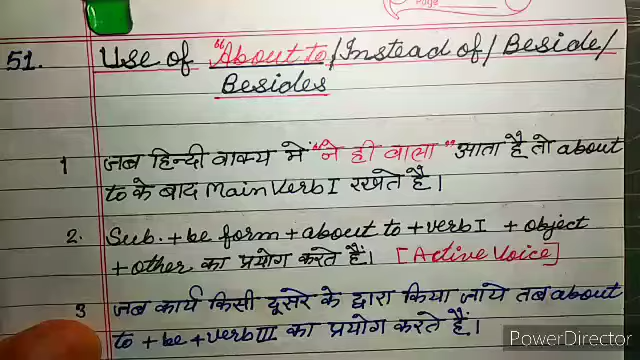 Page
51. Use of "About to/Instead of/Beside/
Besides
1 जब हिन्दी वाक्य में "ने ही वाला" आता है तो about
to के बाद Main Verb I रखते है।
2. Sub. + be form + about to + verb I + object
+ other का प्रयोग करते हैं। [Active Voice]
3 जब कार्य किसी दूसरे के द्वारा किया जाये तब about
to + be + verb III का प्रयोग करते हैं।
PowerDirector